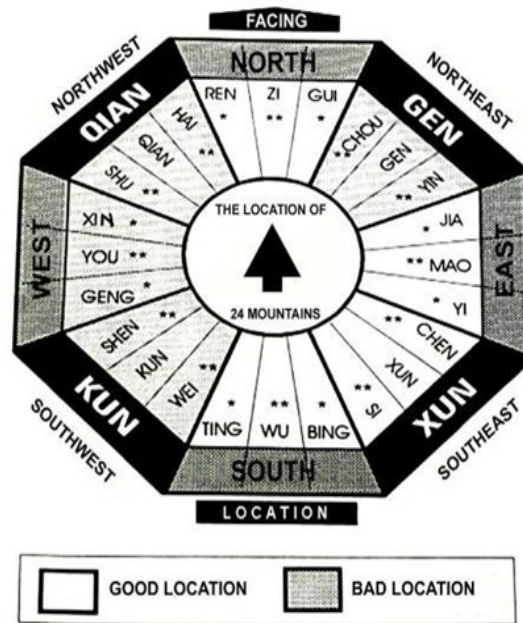 FACING
NORTH
NORTHWEST
NORTHEAST
QIAN
GEN
REN
ZI
GUI
*
**
*
HAI
**
QIAN
SHU
**
CHOU
**
GEN
YIN
**
WEST
EAST
XIN *
YOU **
GENG *
* JIA
** MAO
* YI
THE LOCATION OF
24 MOUNTAINS
SHEN
**
KUN
WEI
**
CHEN
**
XUN
SI
**
KUN
XUN
*
**
*
TING
WU
BING
SOUTHWEST
SOUTHEAST
SOUTH
LOCATION
GOOD LOCATION
BAD LOCATION